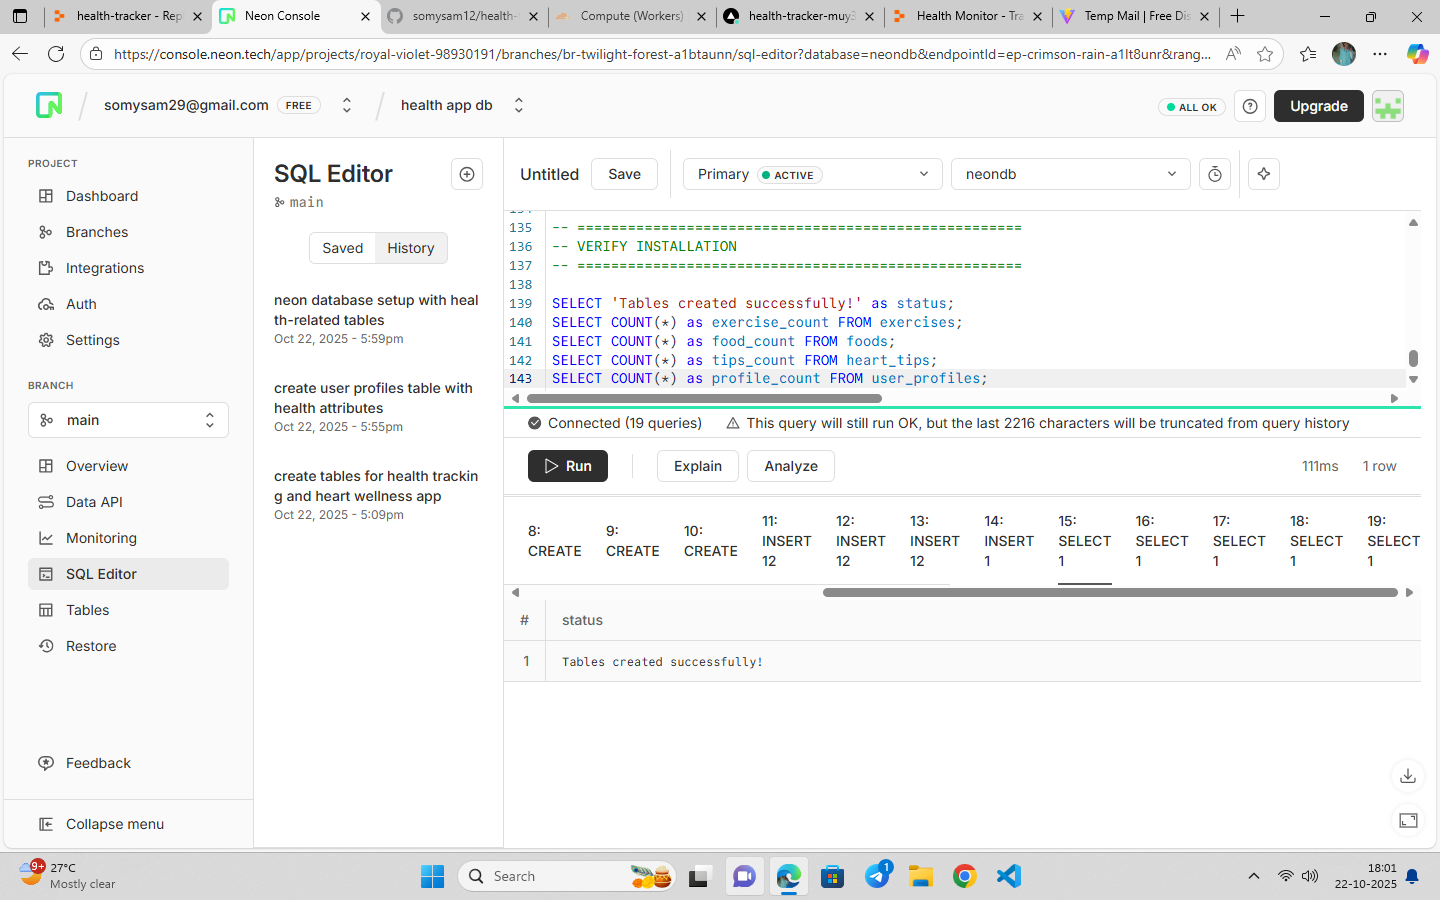 health-tracker - Rep
Neon Console
somysam12/health-
Compute (Workers)
health-tracker-muy3
Health Monitor - Tra
Temp Mail | Free Dis
https://console.neon.tech/app/projects/royal-violet-98930191/branches/br-twilight-forest-a1btaunn/sql-editor?database=neondb&endpointId=ep-crimson-rain-a1lt8unr&rang...
somysam29@gmail.com
FREE
health app db
ALL OK
Upgrade
PROJECT
Dashboard
Branches
Integrations
Auth
Settings
BRANCH
main
Overview
Data API
Monitoring
SQL Editor
Tables
Restore
Feedback
Collapse menu
SQL Editor
main
Saved
History
neon database setup with heal
th-related tables
Oct 22, 2025 - 5:59pm
create user profiles table with
health attributes
Oct 22, 2025 - 5:55pm
create tables for health trackin
g and heart wellness app
Oct 22, 2025 - 5:09pm
Untitled
Save
Primary
ACTIVE
neondb
135 -- =====================================================
136 -- VERIFY INSTALLATION
137 -- =====================================================
138
139 SELECT 'Tables created successfully!' as status;
140 SELECT COUNT(*) as exercise_count FROM exercises;
141 SELECT COUNT(*) as food_count FROM foods;
142 SELECT COUNT(*) as tips_count FROM heart_tips;
143 SELECT COUNT(*) as profile_count FROM user_profiles;
Connected (19 queries)
This query will still run OK, but the last 2216 characters will be truncated from query history
Run
Explain
Analyze
111ms
1 row
8:
CREATE
9:
CREATE
10:
CREATE
11:
INSERT
12
12:
INSERT
12
13:
INSERT
12
14:
INSERT
1
15:
SELECT
1
16:
SELECT
1
17:
SELECT
1
18:
SELECT
1
19:
SELECT
1
# status
1 Tables created successfully!
9+
27°C
Mostly clear
Search
1
18:01
22-10-2025